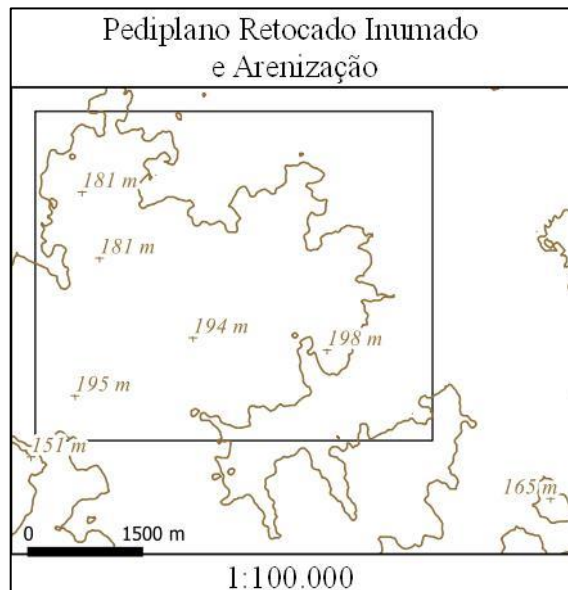 Pediplano Retocado Inumado
e Arenização
181 m
181 m
194 m
198 m
195 m
151 m
165 m
0 1500 m
1:100.000